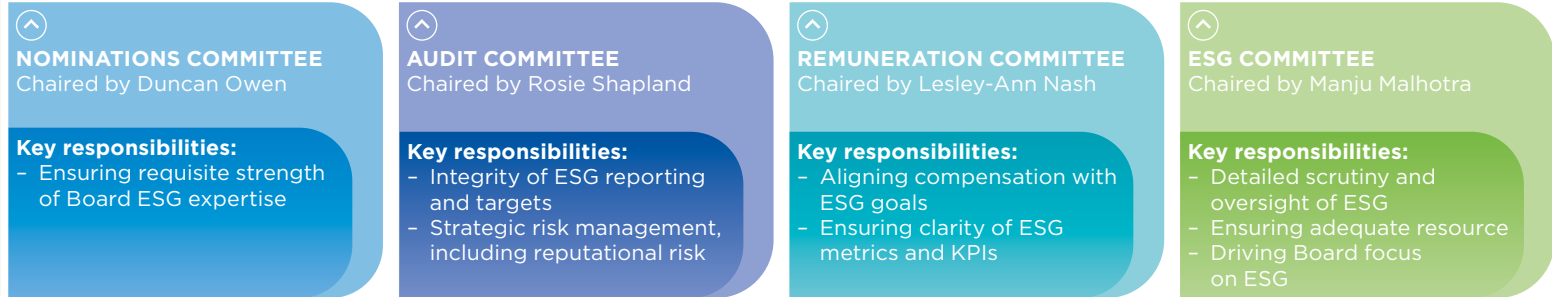 NOMINATIONS COMMITTEE
Chaired by Duncan Owen
Key responsibilities:
– Ensuring requisite strength
of Board ESG expertise
AUDIT COMMITTEE
Chaired by Rosie Shapland
Key responsibilities:
– Integrity of ESG reporting
and targets
– Strategic risk management,
including reputational risk
REMUNERATION COMMITTEE
Chaired by Lesley-Ann Nash
Key responsibilities:
– Aligning compensation with
ESG goals
– Ensuring clarity of ESG
metrics and KPIs
ESG COMMITTEE
Chaired by Manju Malhotra
Key responsibilities:
– Detailed scrutiny and
oversight of ESG
– Ensuring adequate resource
– Driving Board focus
on ESG